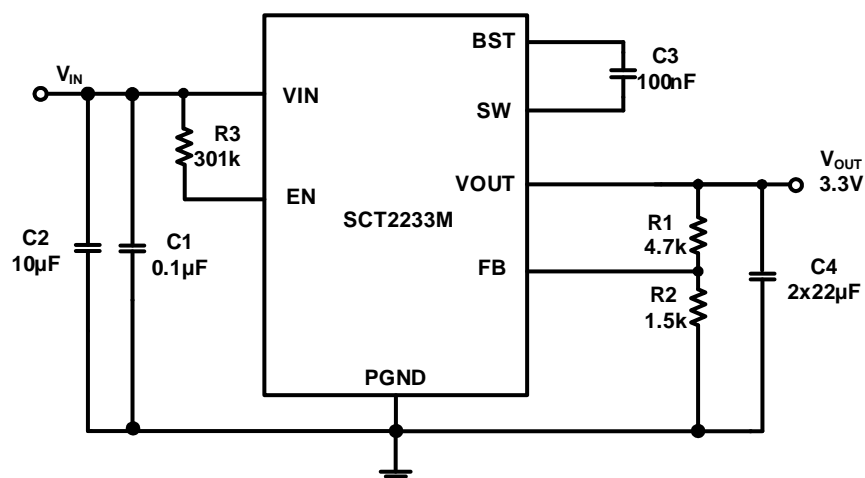 BST
C3
100nF
VIN
VIN
SW
R3
301k
VOUT
3.3V
VOUT
EN
R1
4.7k
SCT2233M
C2
10µF
C1
0.1µF
FB
C4
2x22µF
R2
1.5k
PGND